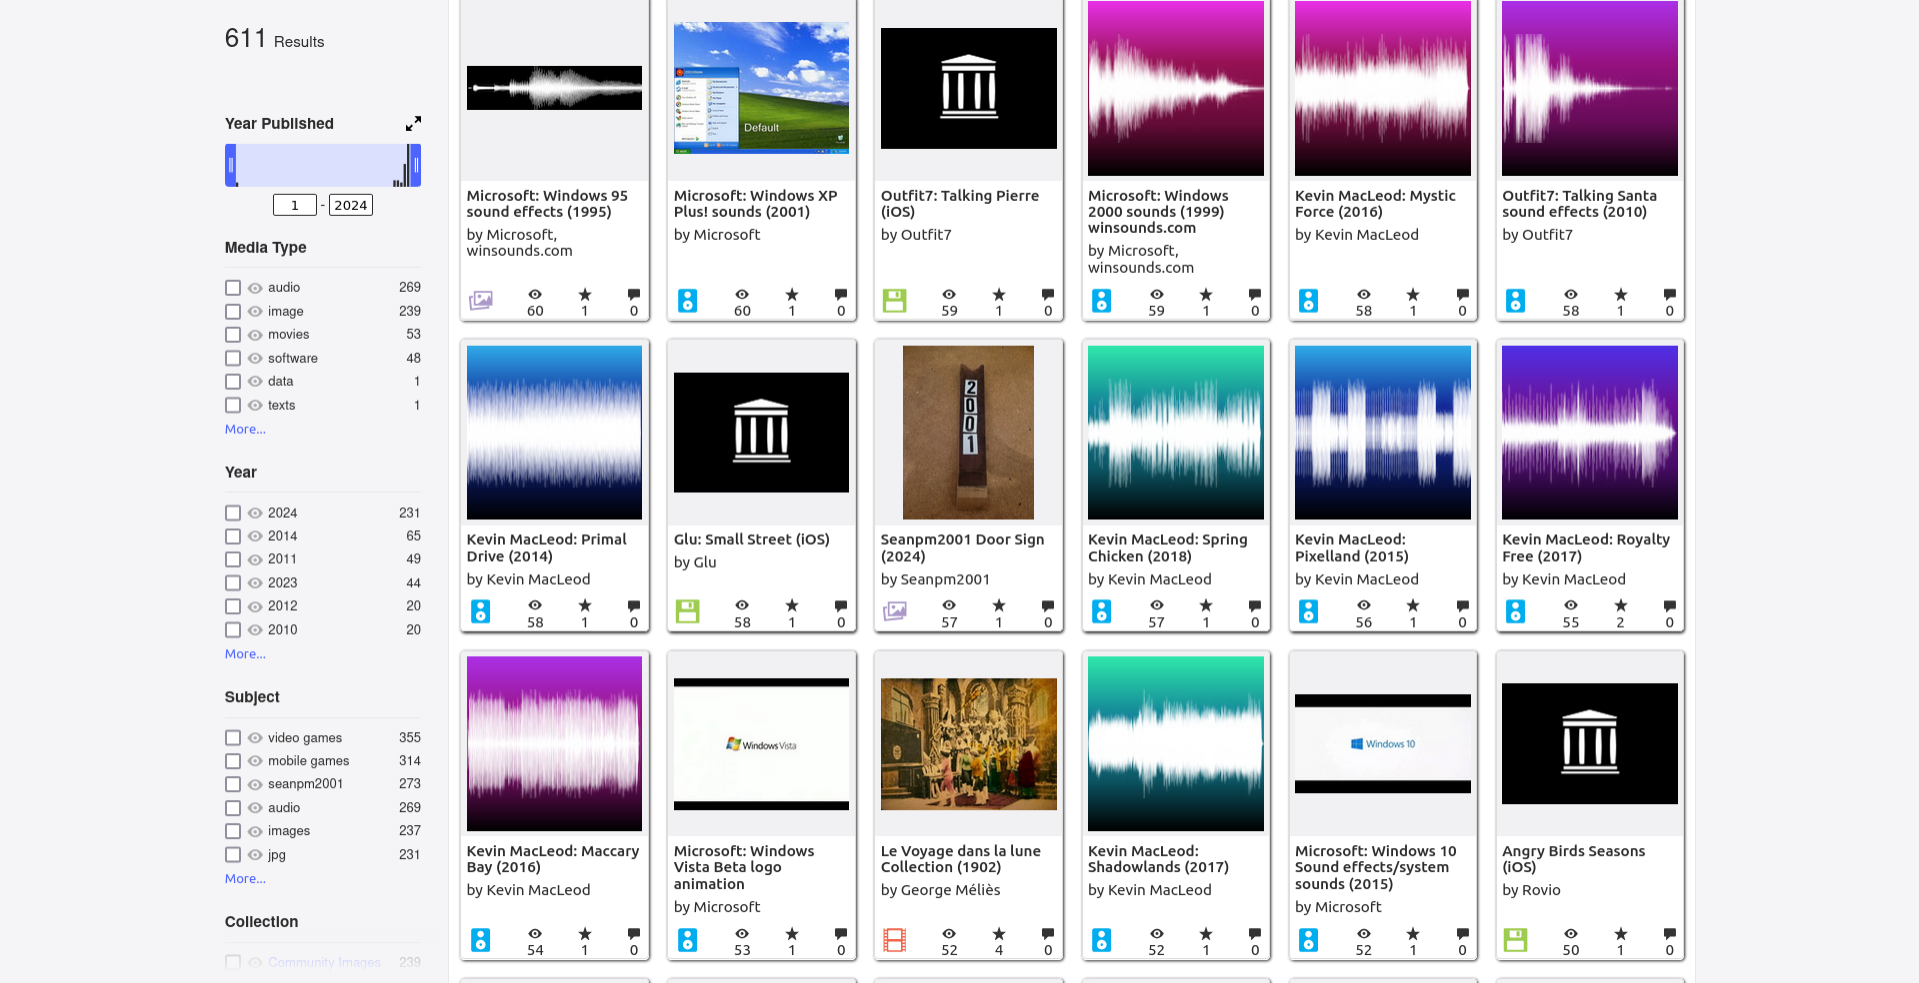 611 Results
Year Published
1 - 2024
Media Type
audio 269
image 239
movies 53
software 48
data 1
texts 1
More...
Year
2024 231
2014 65
2011 49
2023 44
2012 20
2010 20
More...
Subject
video games 355
mobile games 314
seanpm2001 273
audio 269
images 237
jpg 231
More...
Collection
Community Images 239
Microsoft: Windows 95
sound effects (1995)
by Microsoft,
winsounds.com
60 1 0
Default
Microsoft: Windows XP
Plus! sounds (2001)
by Microsoft
60 1 0
Outfit7: Talking Pierre
(iOS)
by Outfit7
59 1 0
Microsoft: Windows
2000 sounds (1999)
winsounds.com
by Microsoft,
winsounds.com
59 1 0
Kevin MacLeod: Mystic
Force (2016)
by Kevin MacLeod
58 1 0
Outfit7: Talking Santa
sound effects (2010)
by Outfit7
58 1 0
Kevin MacLeod: Primal
Drive (2014)
by Kevin MacLeod
58 1 0
Glu: Small Street (iOS)
by Glu
58 1 0
2001
Seanpm2001 Door Sign
(2024)
by Seanpm2001
57 1 0
Kevin MacLeod: Spring
Chicken (2018)
by Kevin MacLeod
57 1 0
Kevin MacLeod:
Pixelland (2015)
by Kevin MacLeod
56 1 0
Kevin MacLeod: Royalty
Free (2017)
by Kevin MacLeod
55 2 0
Kevin MacLeod: Maccary
Bay (2016)
by Kevin MacLeod
54 1 0
Windows Vista
Microsoft: Windows
Vista Beta logo
animation
by Microsoft
53 1 0
Le Voyage dans la lune
Collection (1902)
by George Méliès
52 4 0
Kevin MacLeod:
Shadowlands (2017)
by Kevin MacLeod
52 1 0
Windows 10
Microsoft: Windows 10
Sound effects/system
sounds (2015)
by Microsoft
52 1 0
Angry Birds Seasons
(iOS)
by Rovio
50 1 0